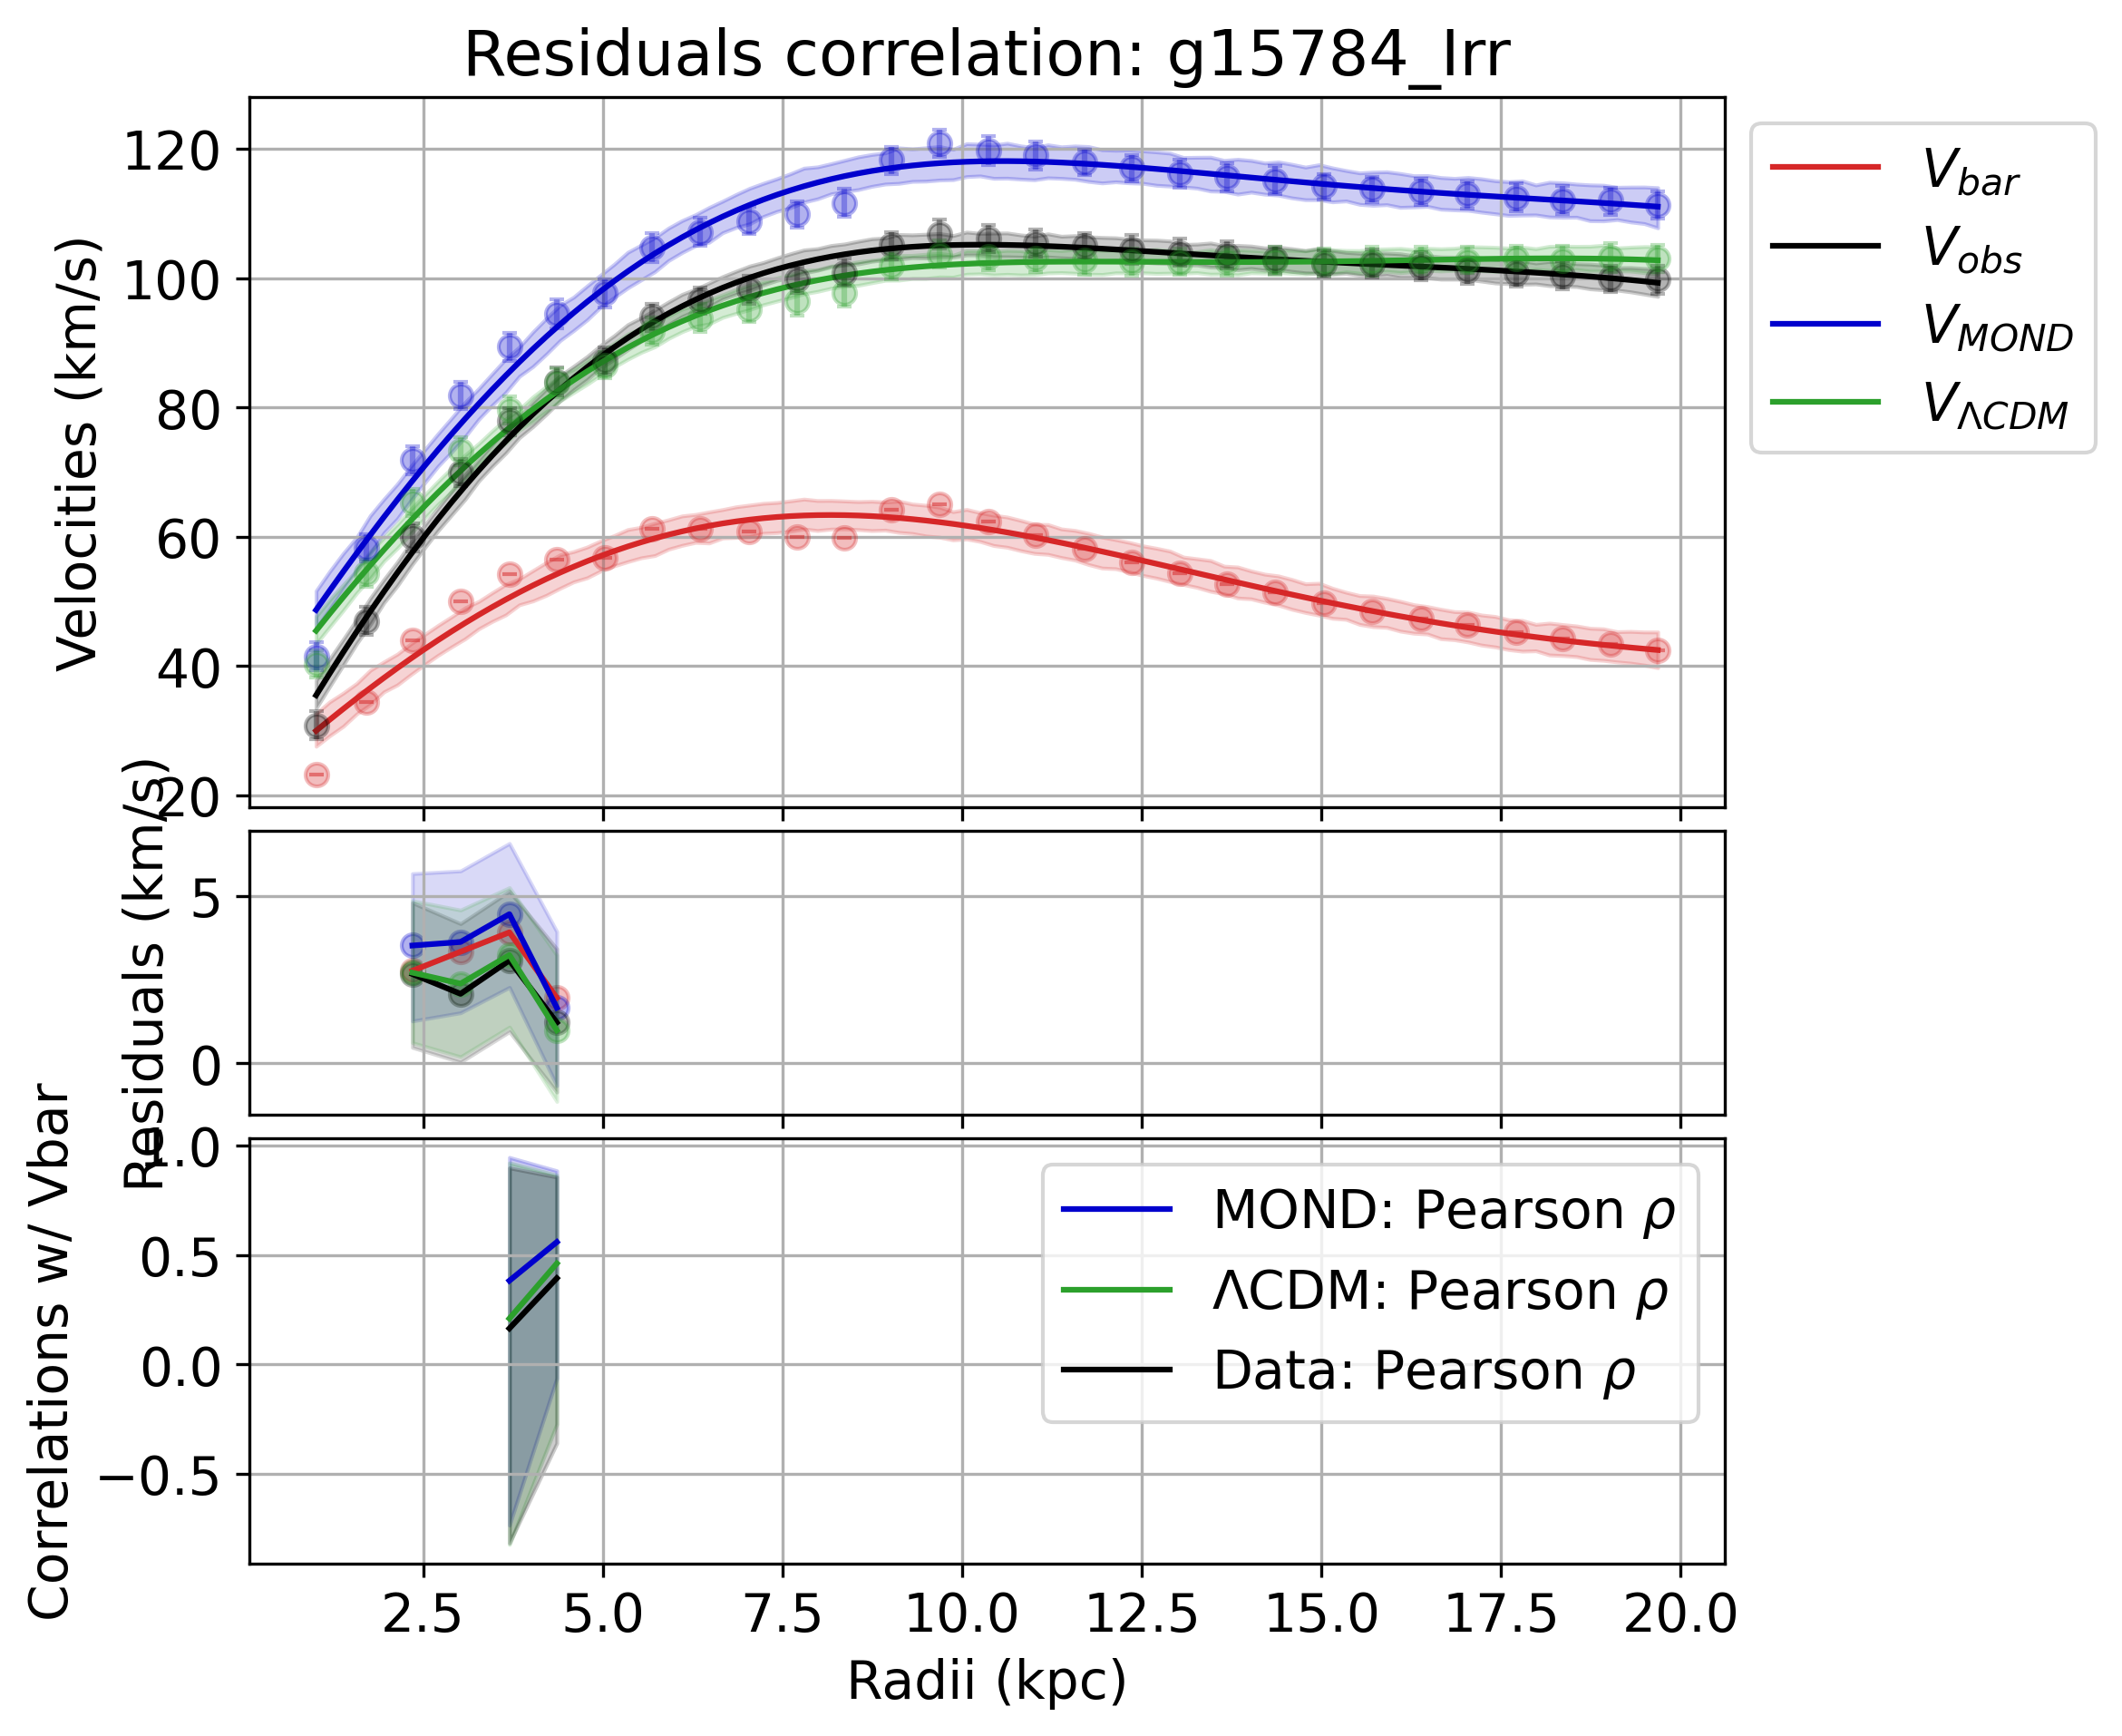 Residuals correlation: g15784_Irr
Velocities (km/s)
120
100
80
60
40
20
V_bar
V_obs
V_MOND
V_ΛCDM
Residuals (km/s)
5
0
Correlations w/ Vbar
1.0
0.5
0.0
−0.5
MOND: Pearson ρ
ΛCDM: Pearson ρ
Data: Pearson ρ
2.5 5.0 7.5 10.0 12.5 15.0 17.5 20.0
Radii (kpc)